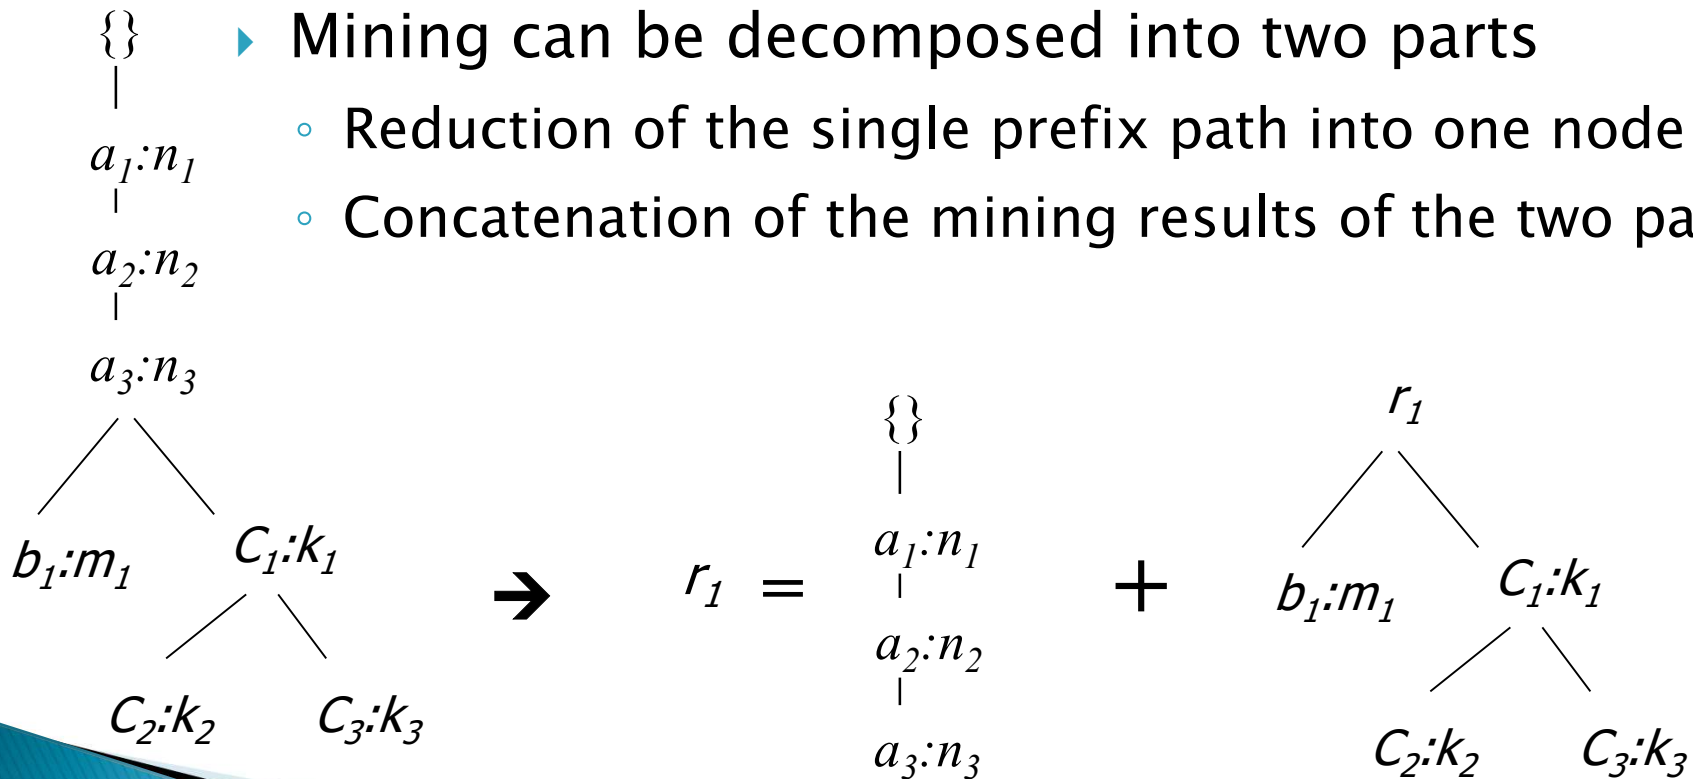 {}
▸ Mining can be decomposed into two parts
◦ Reduction of the single prefix path into one node
◦ Concatenation of the mining results of the two pa
a₁:n₁
a₂:n₂
a₃:n₃
b₁:m₁
C₁:k₁
C₂:k₂
C₃:k₃
➔
r₁ =
{}
a₁:n₁
a₂:n₂
a₃:n₃
+
r₁
b₁:m₁
C₁:k₁
C₂:k₂
C₃:k₃